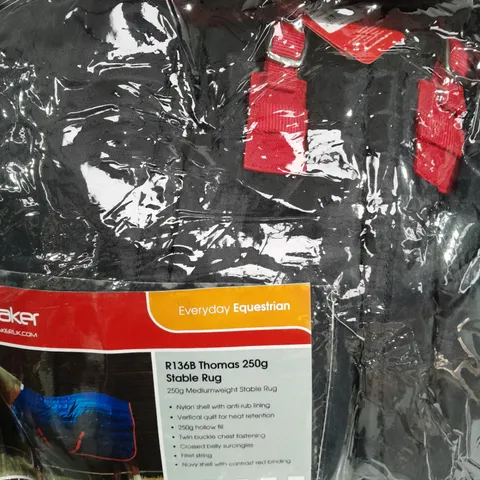 aker
NKERUK.COM
Everyday Equestrian
R136B Thomas 250g
Stable Rug
250g Mediumweight Stable Rug
• Nylon shell with anti rub lining
• Vertical quilt for heat retention
• 250g hollow fill
• Twin buckle chest fastening
• Crossed belly surcingles
• Fillet string
• Navy shell with contrast red binding